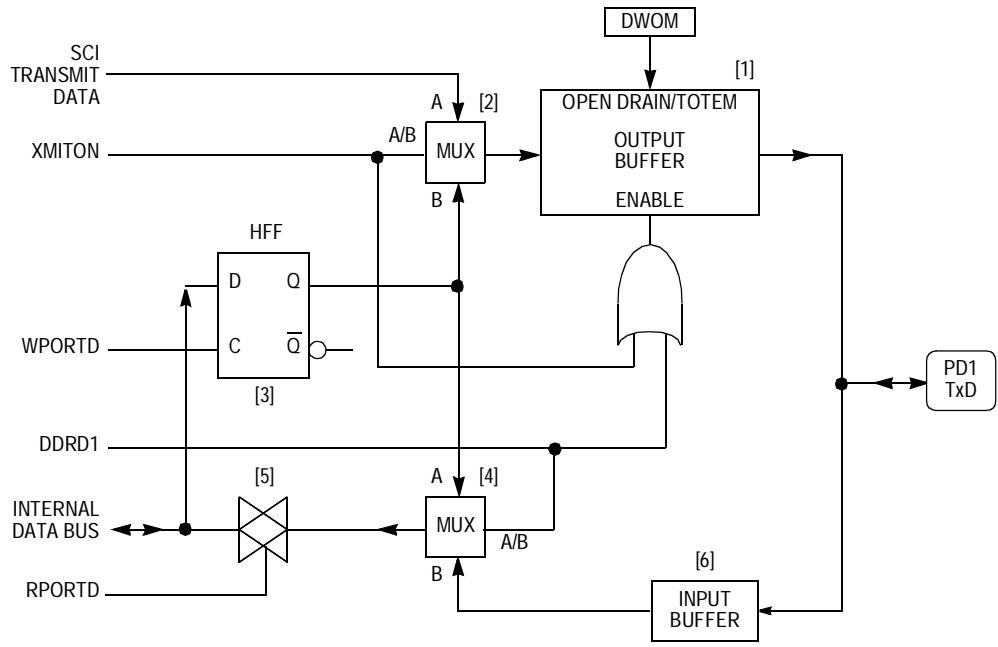 DWOM
SCI
TRANSMIT
DATA
[1]
A
[2]
OPEN DRAIN/TOTEM
OUTPUT
BUFFER
ENABLE
XMITON
A/B
MUX
B
HFF
D
Q
WPORTD
C
Q̅
[3]
PD1
TxD
DDRD1
[5]
A
[4]
INTERNAL
DATA BUS
MUX
A/B
B
RPORTD
[6]
INPUT
BUFFER